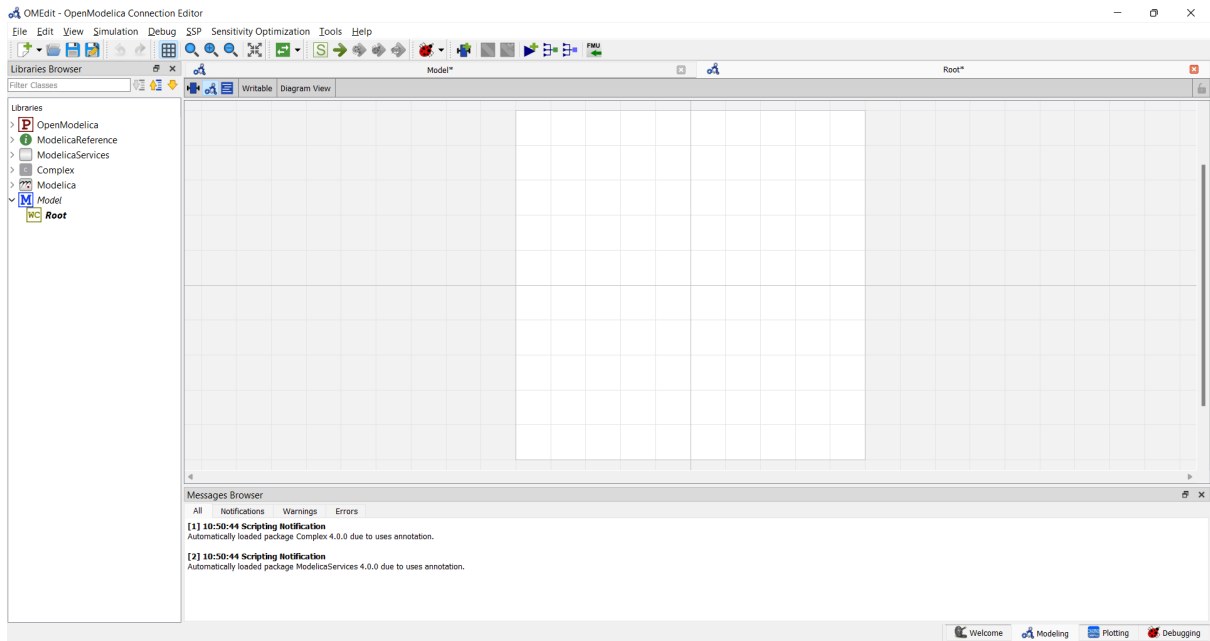 OMEdit - OpenModelica Connection Editor
File Edit View Simulation Debug SSP Sensitivity Optimization Tools Help
S FMU
Libraries Browser
Model* Root*
Filter Classes
Writable Diagram View
Libraries
P OpenModelica
i ModelicaReference
ModelicaServices
C Complex
Modelica
M Model
WC Root
Messages Browser
All Notifications Warnings Errors
[1] 10:50:44 Scripting Notification
Automatically loaded package Complex 4.0.0 due to uses annotation.
[2] 10:50:44 Scripting Notification
Automatically loaded package ModelicaServices 4.0.0 due to uses annotation.
Welcome Modeling Plotting Debugging